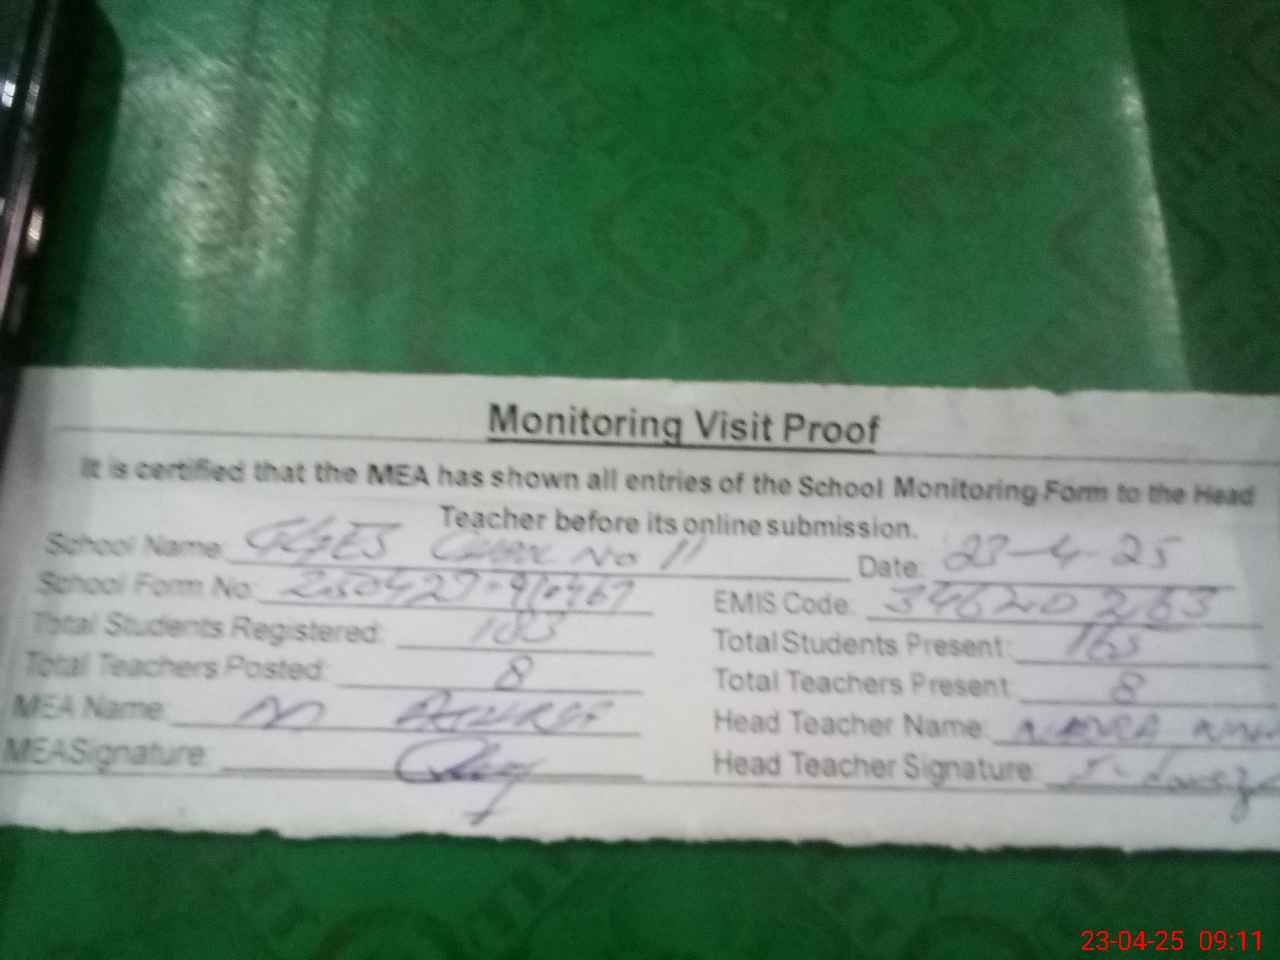 Monitoring Visit Proof
It is certified that the MEA has shown all entries of the School Monitoring Form to the Head
Teacher before its online submission.
School Name: GGES No 11 Date: 23-4-25
School Form No: EMIS Code: 34620263
Total Students Registered: 183 Total Students Present: 165
Total Teachers Posted: 8 Total Teachers Present: 8
MEA Name: M Head Teacher Name:
MEA Signature: Head Teacher Signature:
23-04-25 09:11